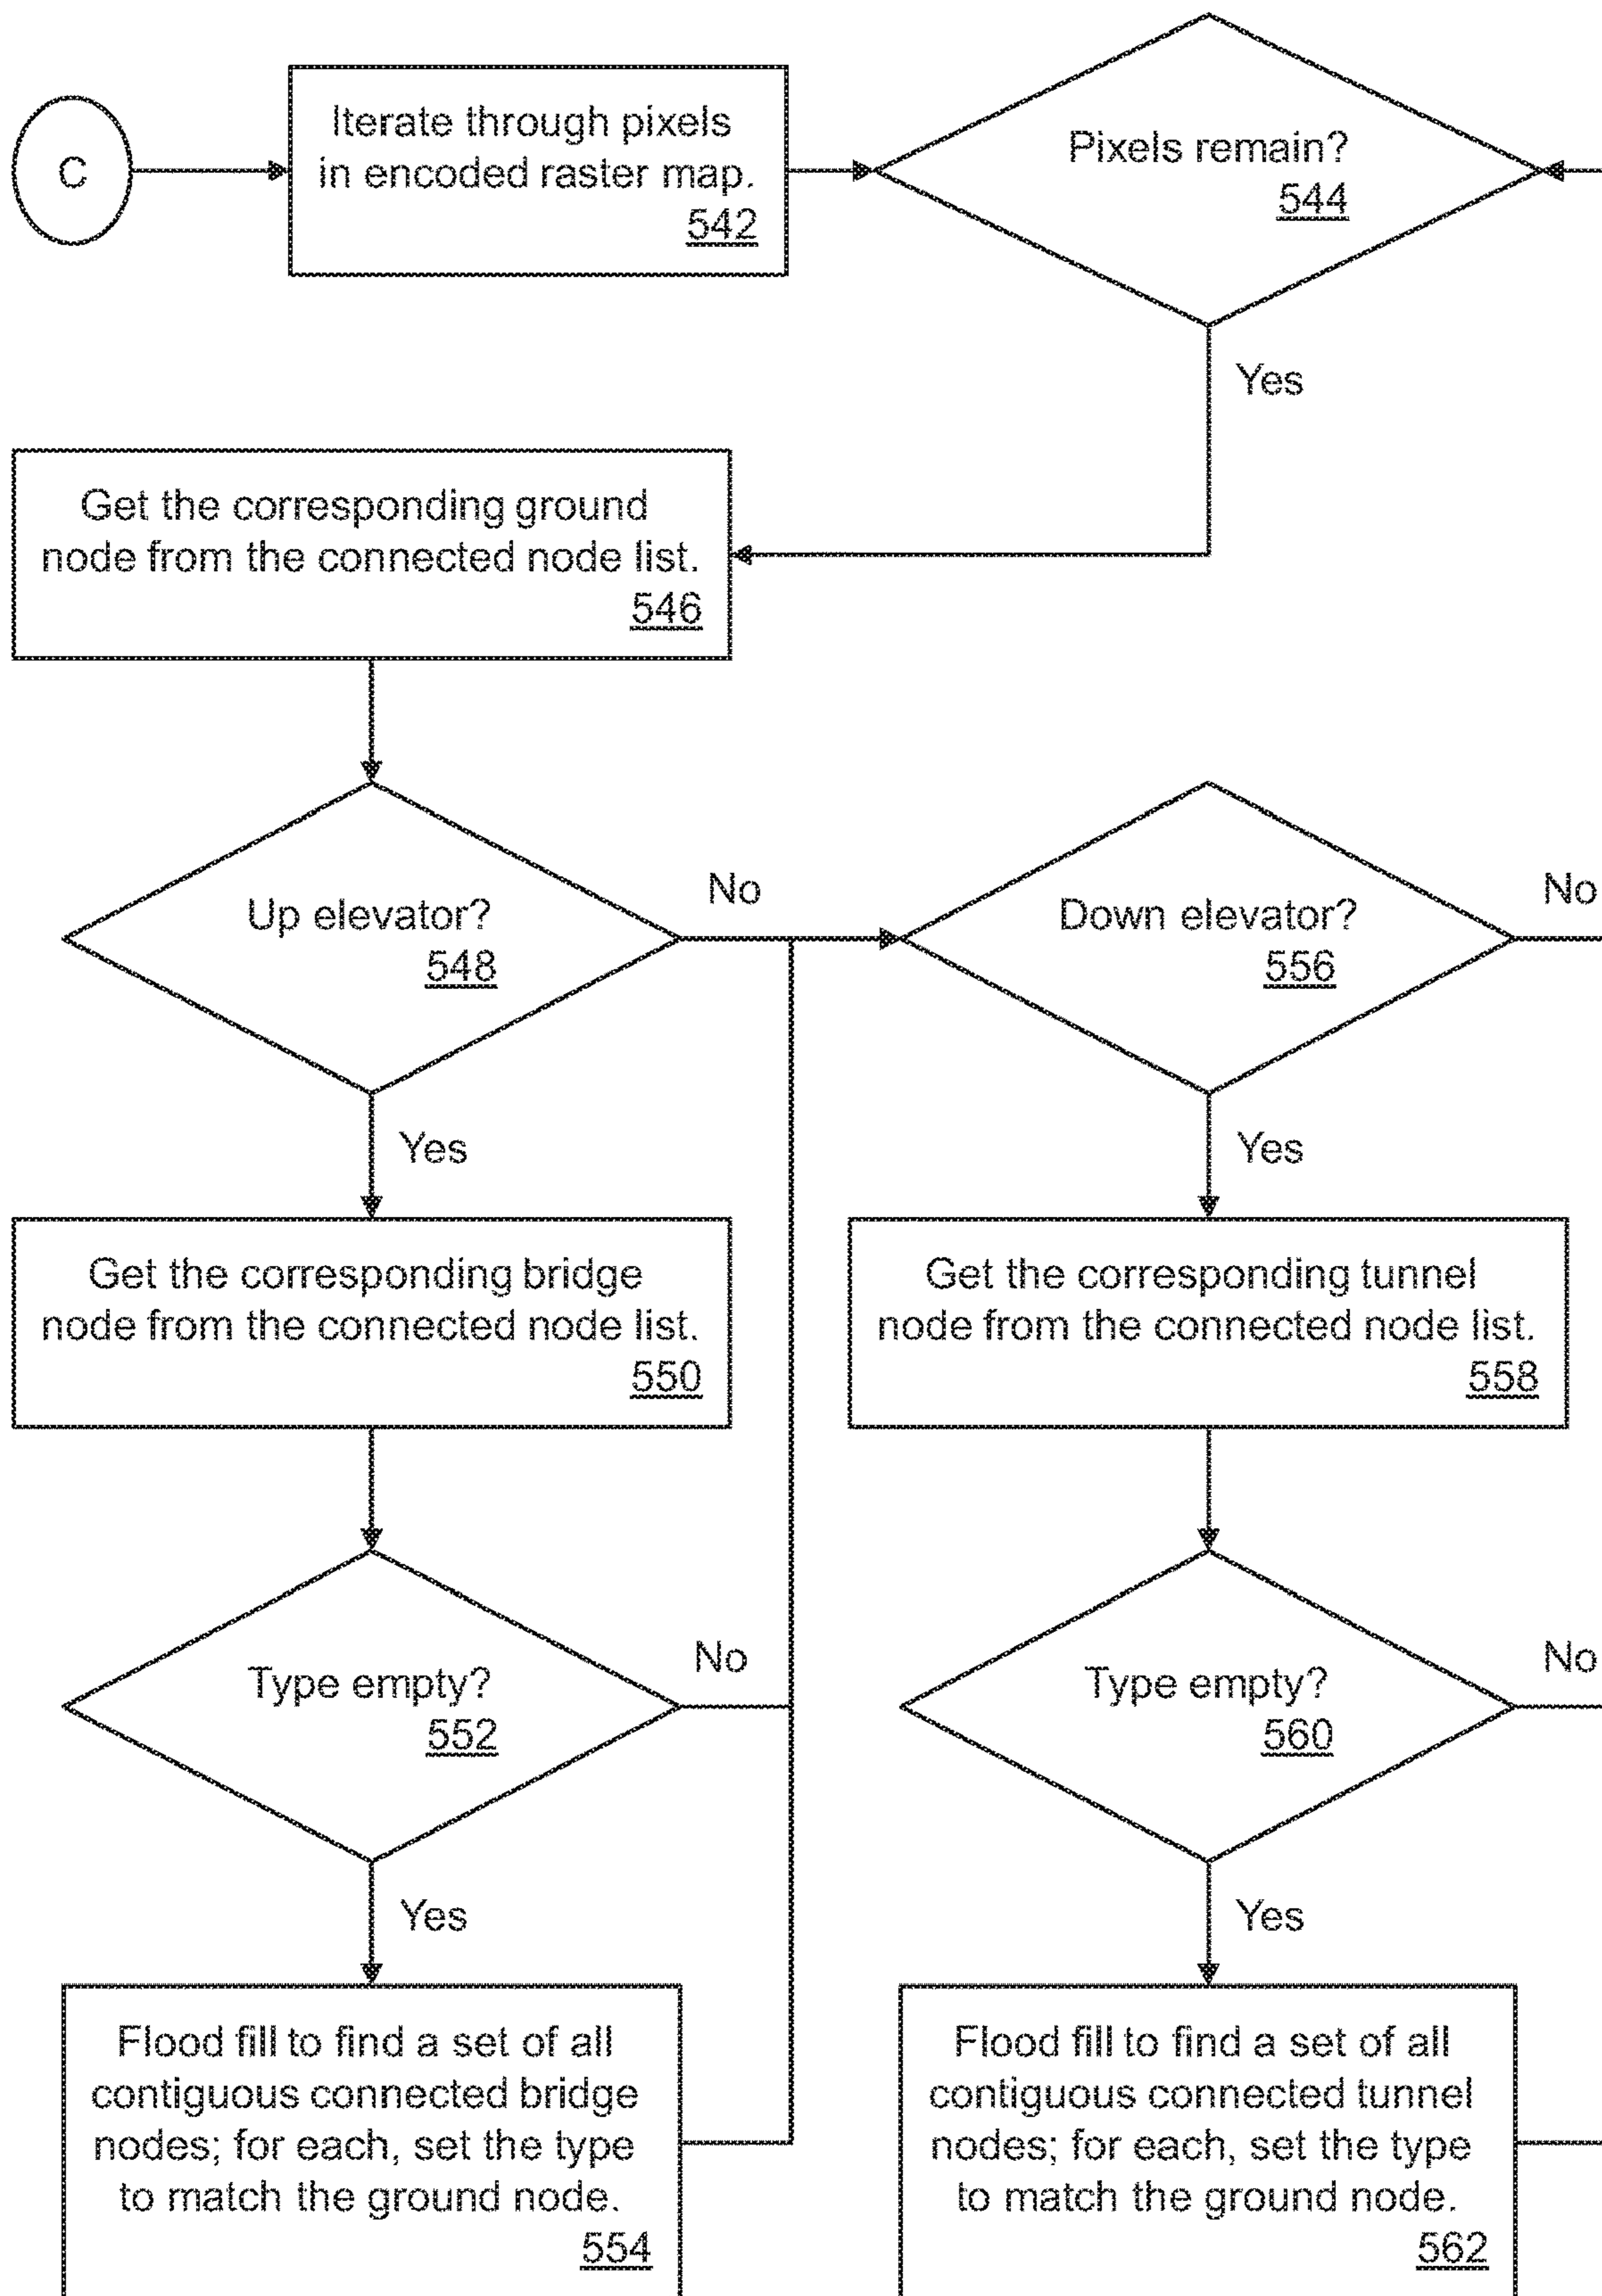 C
Iterate through pixels
in encoded raster map.
542
Pixels remain?
544
Yes
Get the corresponding ground
node from the connected node list.
546
Up elevator?
548
No
Down elevator?
556
No
Yes
Yes
Get the corresponding bridge
node from the connected node list.
550
Get the corresponding tunnel
node from the connected node list.
558
Type empty?
552
No
Type empty?
560
No
Yes
Yes
Flood fill to find a set of all
contiguous connected bridge
nodes; for each, set the type
to match the ground node.
554
Flood fill to find a set of all
contiguous connected tunnel
nodes; for each, set the type
to match the ground node.
562